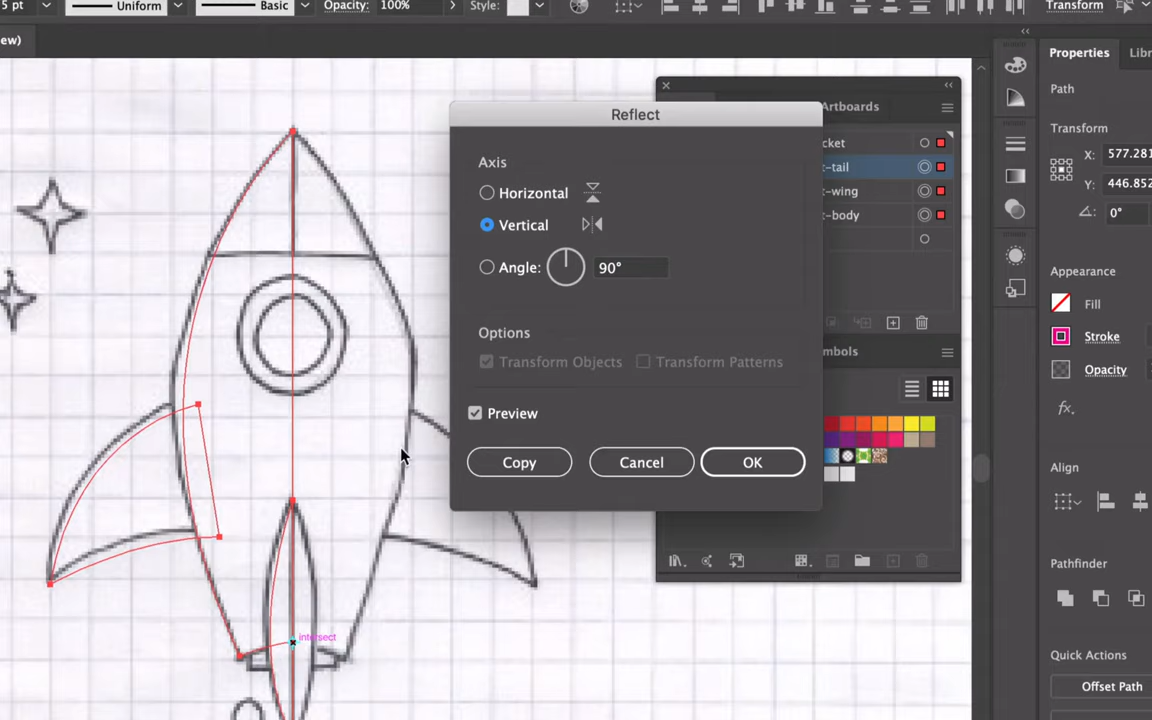 5 pt Uniform Basic Opacity: 100% Style: Transform
ew)
Properties
Path
Transform
X: 577.281
Y: 446.852
0°
Appearance
Fill
Stroke
Opacity
fx.
Align
Pathfinder
Quick Actions
Offset Path
Artboards
cket
t-tail
t-wing
t-body
mbols
Reflect
Axis
Horizontal
Vertical
Angle: 90°
Options
Transform Objects Transform Patterns
Preview
Copy Cancel OK
intersect